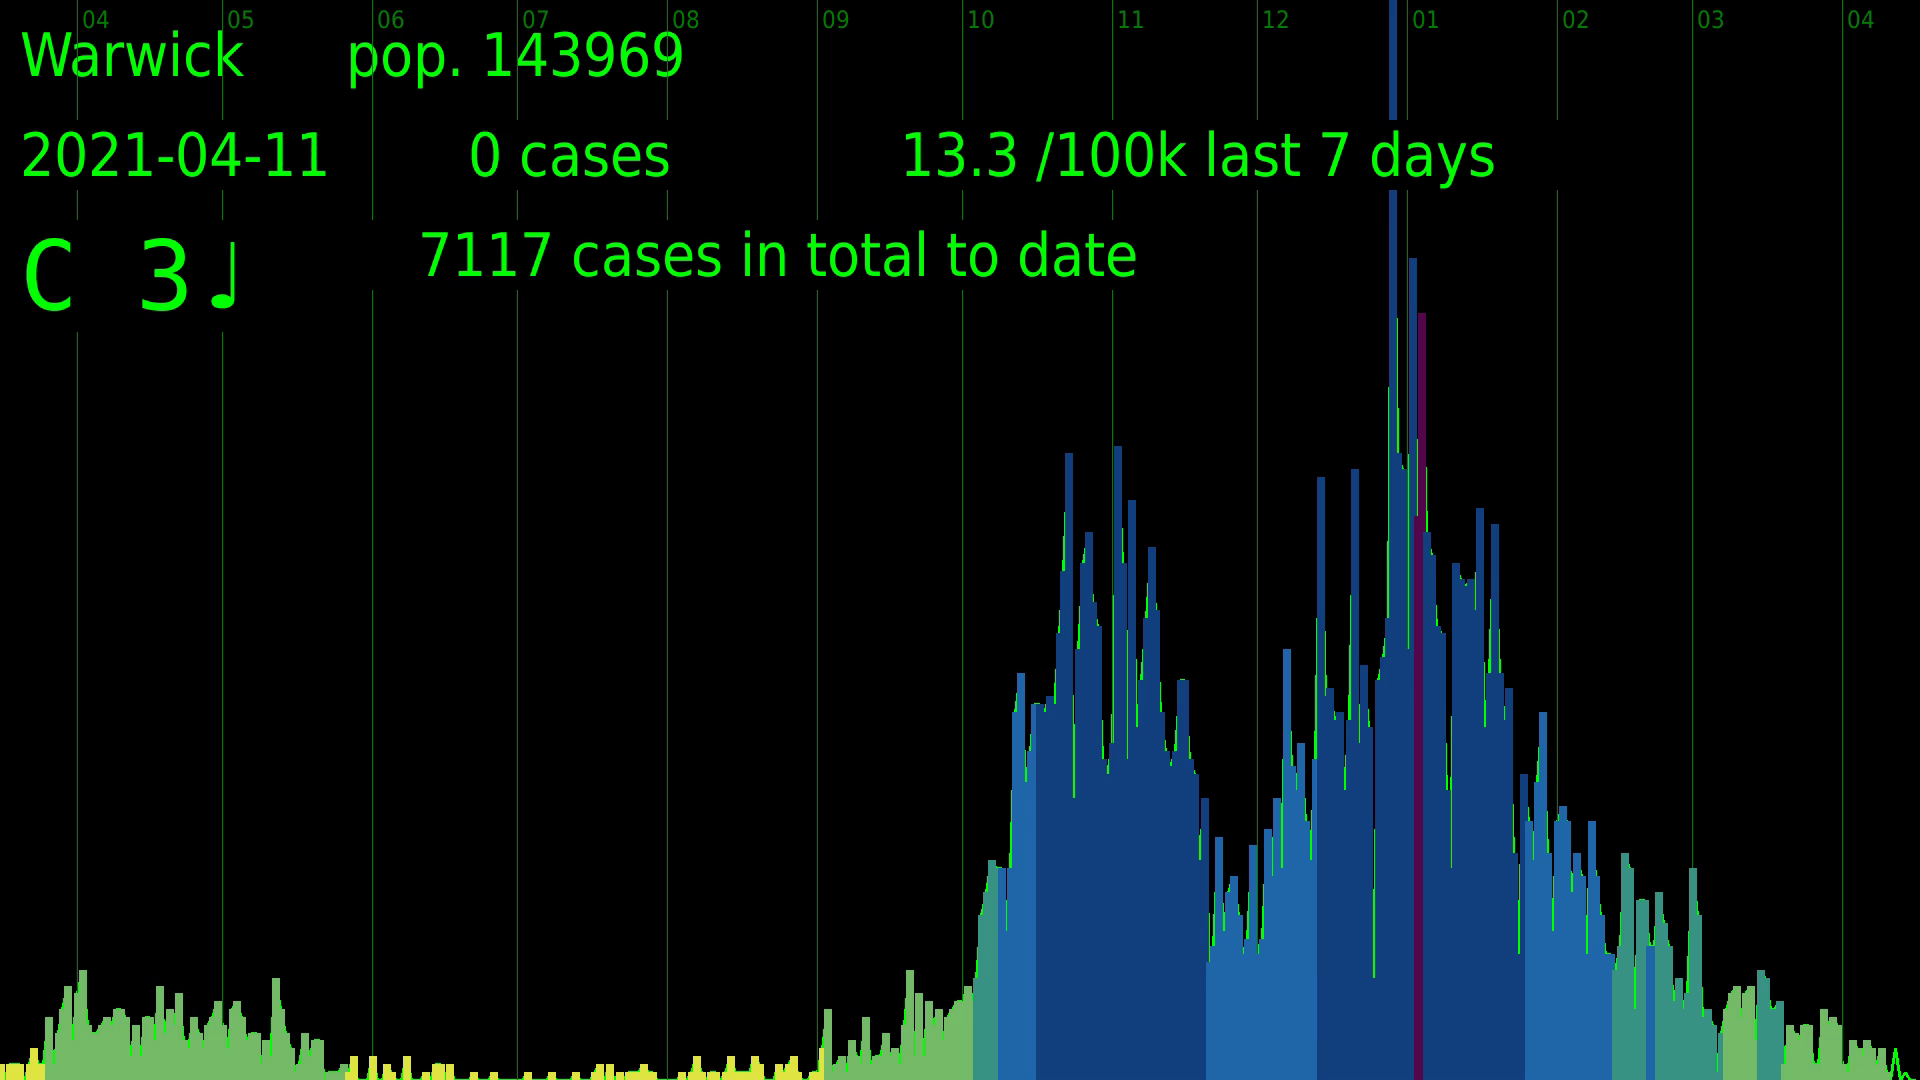 04 05 06 07 08 09 10 11 12 01 02 03 04
Warwick pop. 143969
2021-04-11 0 cases 13.3 /100k last 7 days
C 3♩ 7117 cases in total to date